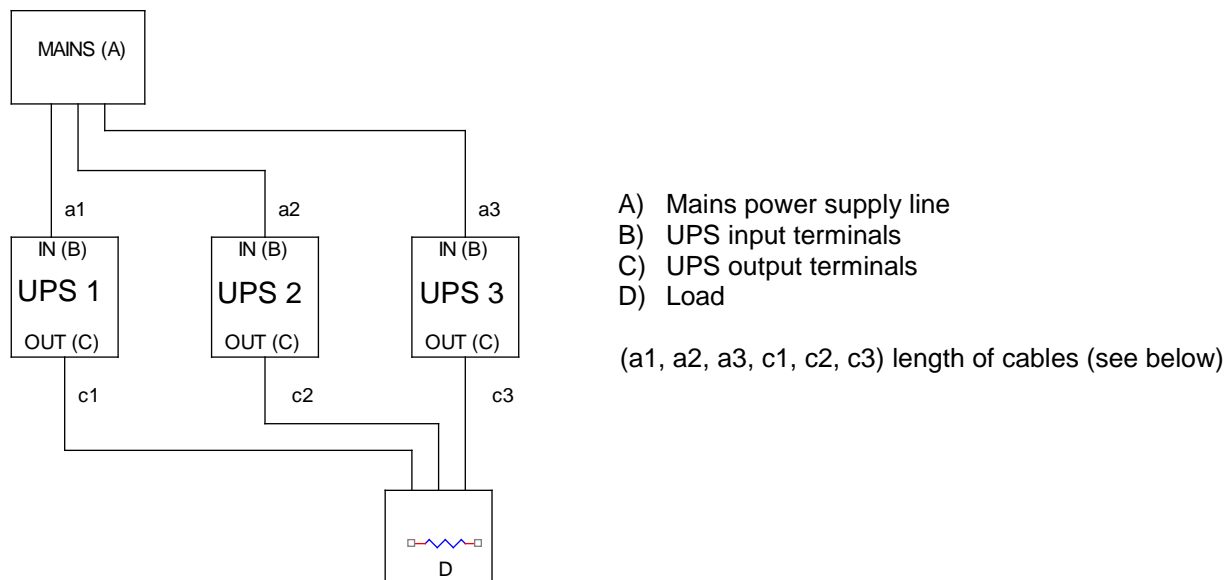 MAINS (A)
a1
a2
a3
IN (B)
IN (B)
IN (B)
UPS 1
UPS 2
UPS 3
OUT (C)
OUT (C)
OUT (C)
c1
c2
c3
D
A) Mains power supply line
B) UPS input terminals
C) UPS output terminals
D) Load
(a1, a2, a3, c1, c2, c3) length of cables (see below)